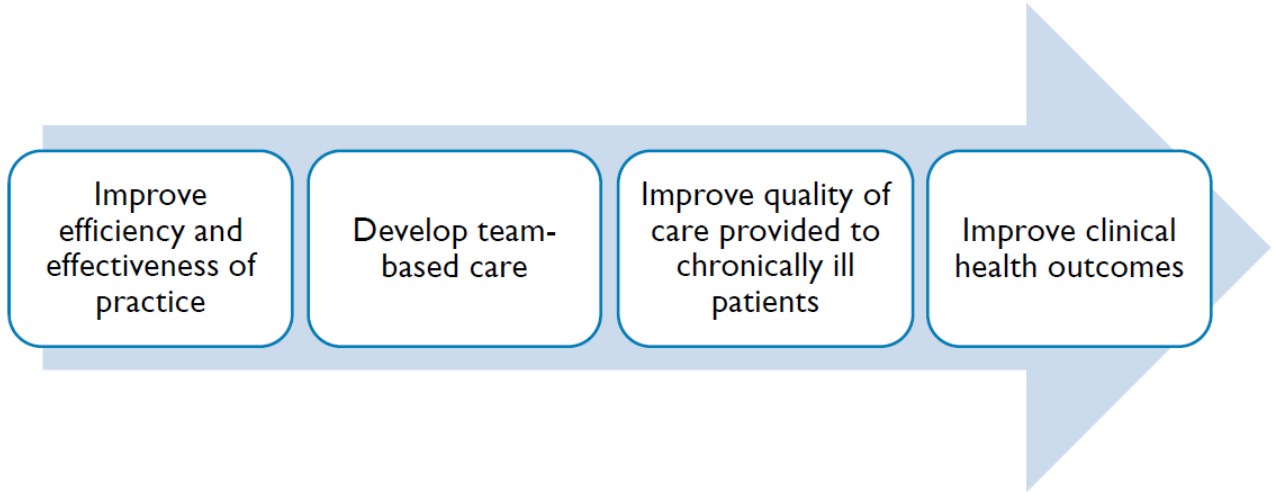 Improve
efficiency and
effectiveness of
practice
Develop team-
based care
Improve quality of
care provided to
chronically ill
patients
Improve clinical
health outcomes